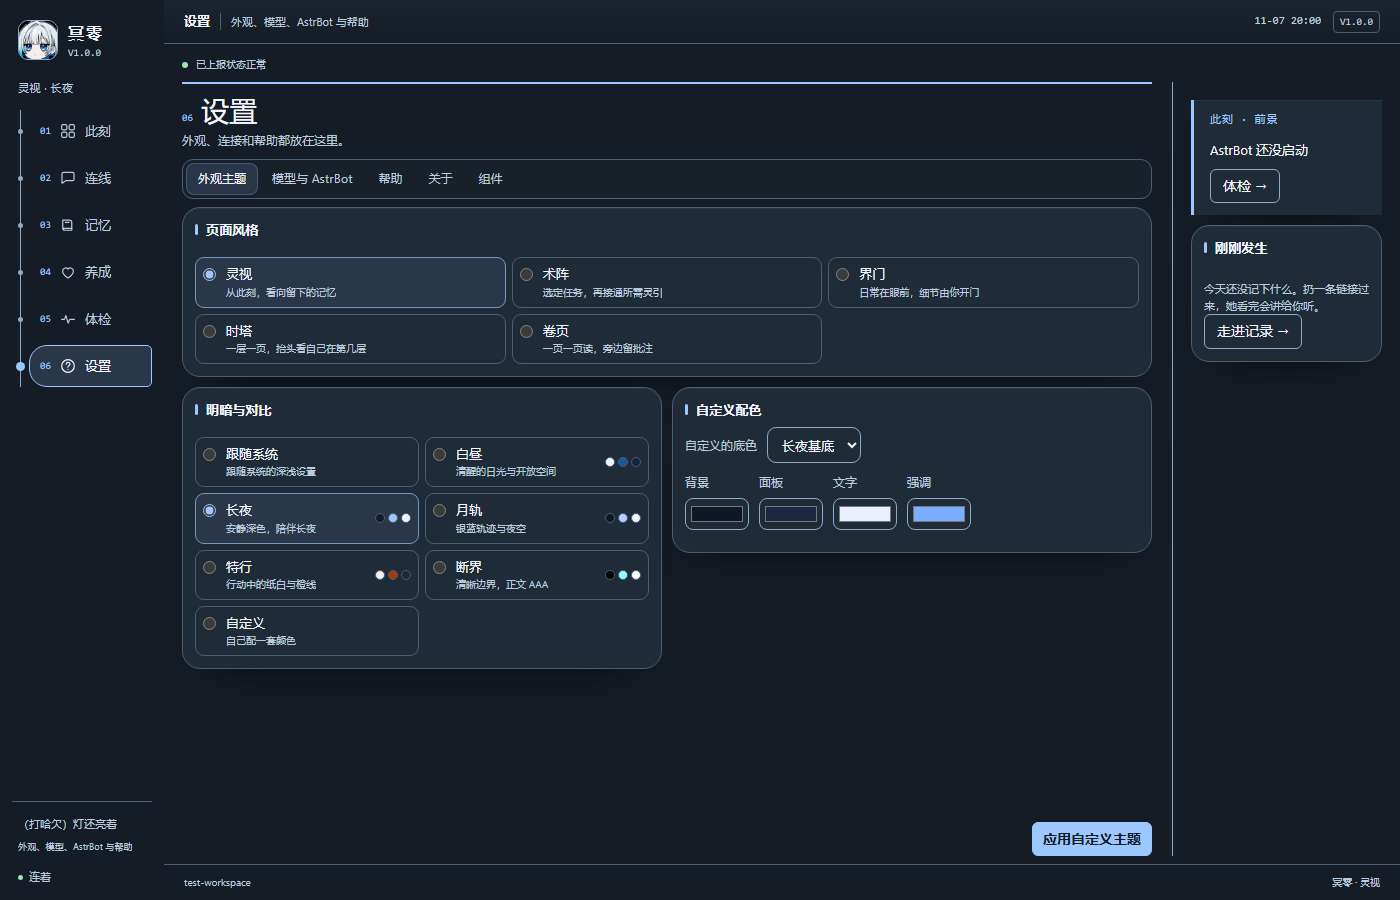 冥零
V1.0.0
灵视 · 长夜
01 此刻
02 连线
03 记忆
04 养成
05 体检
06 设置
（打哈欠）灯还亮着
外观、模型、AstrBot 与帮助
连着
设置 外观、模型、AstrBot 与帮助
11-07 20:00 V1.0.0
已上报状态正常
06 设置
外观、连接和帮助都放在这里。
外观主题 模型与 AstrBot 帮助 关于 组件
页面风格
灵视
从此刻，看向留下的记忆
术阵
选定任务，再接通所需灵引
界门
日常在眼前，细节由你开门
时塔
一层一页，抬头看自己在第几层
卷页
一页一页读，旁边留批注
明暗与对比
跟随系统
跟随系统的深浅设置
白昼
清醒的日光与开放空间
长夜
安静深色，陪伴长夜
月轨
银蓝轨迹与夜空
特行
行动中的纸白与橙线
断界
清晰边界，正文 AAA
自定义
自己配一套颜色
自定义配色
自定义的底色 长夜基底
背景 面板 文字 强调
应用自定义主题
此刻 · 前景
AstrBot 还没启动
体检 →
刚刚发生
今天还没记下什么。扔一条链接过
来，她看完会讲给你听。
走进记录 →
test-workspace
冥零 · 灵视